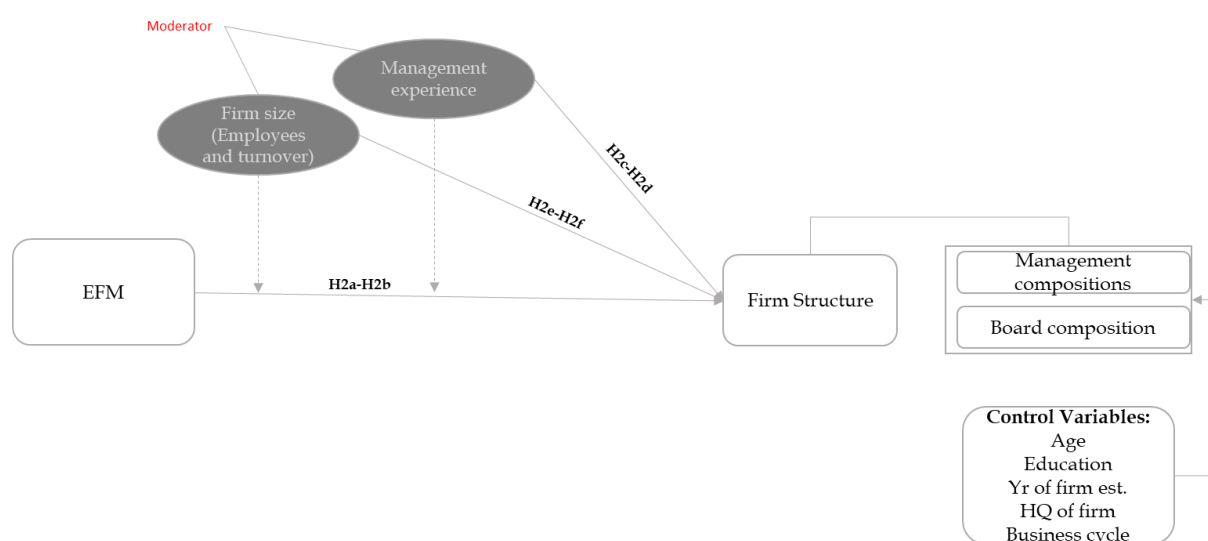 Moderator
Management
experience
Firm size
(Employees
and turnover)
H2c-H2d
H2e-H2f
EFM
H2a-H2b
Firm Structure
Management
compositions
Board composition
Control Variables:
Age
Education
Yr of firm est.
HQ of firm
Business cycle